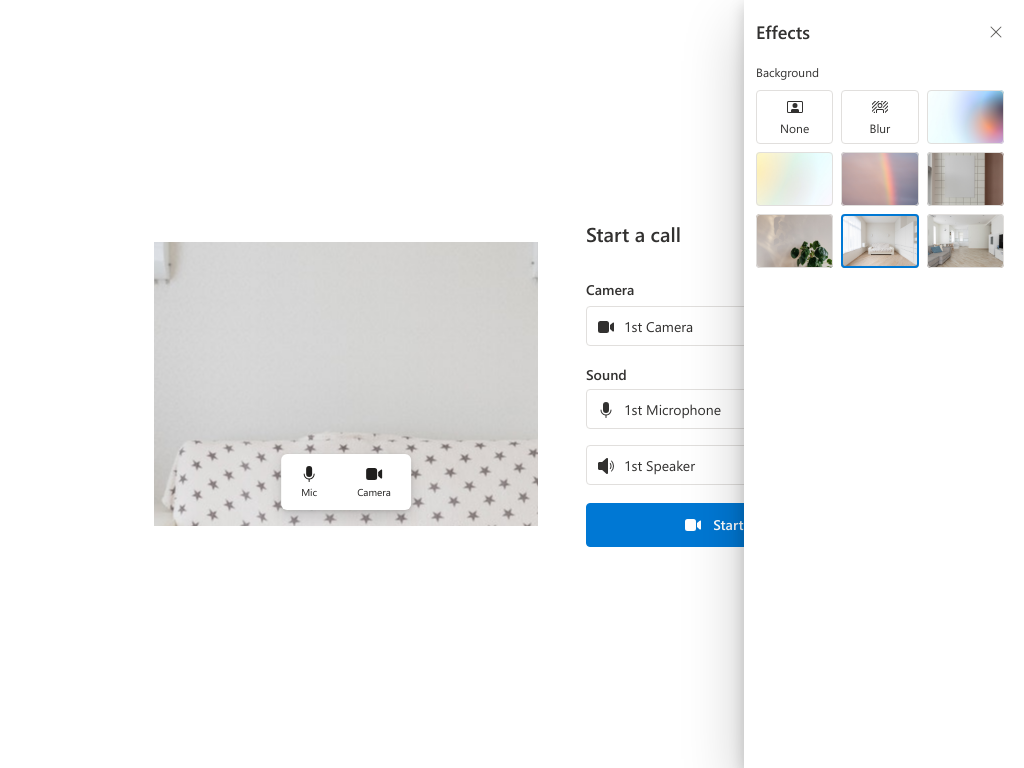 Effects
Background
None
Blur
Start a call
Camera
1st Camera
Sound
1st Microphone
1st Speaker
Start
Mic
Camera